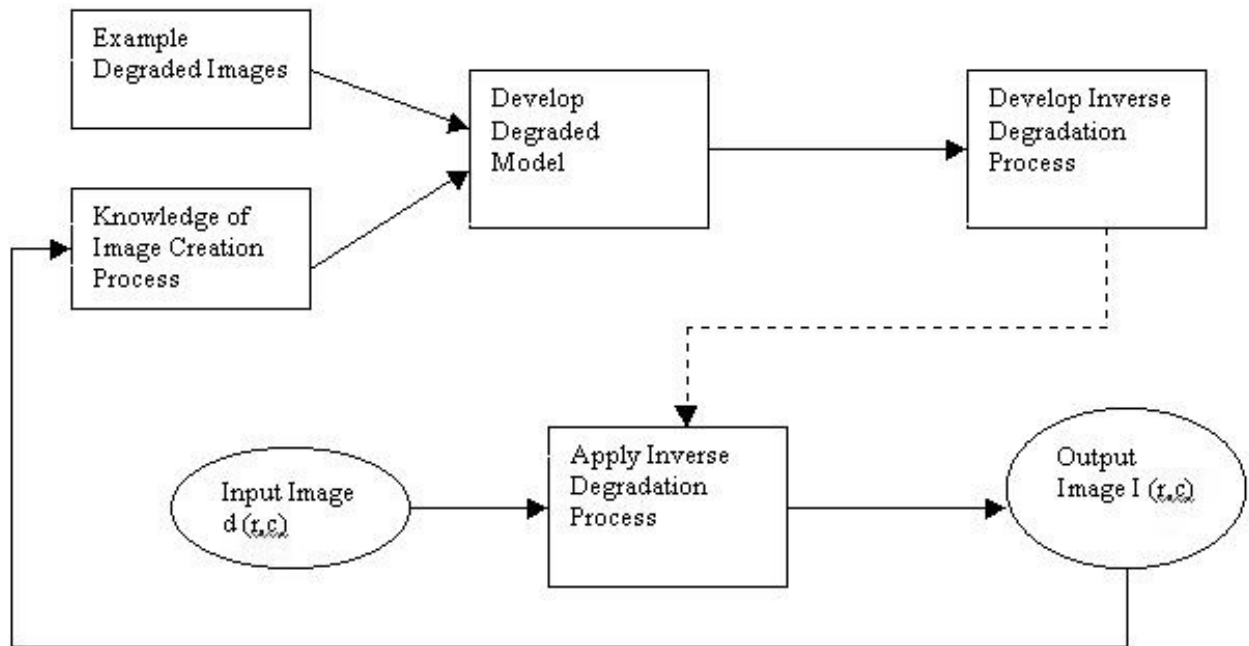 Example
Degraded Images
Develop
Degraded
Model
Develop Inverse
Degradation
Process
Knowledge of
Image Creation
Process
Input Image
d (r,c)
Apply Inverse
Degradation
Process
Output
Image I (r,c)